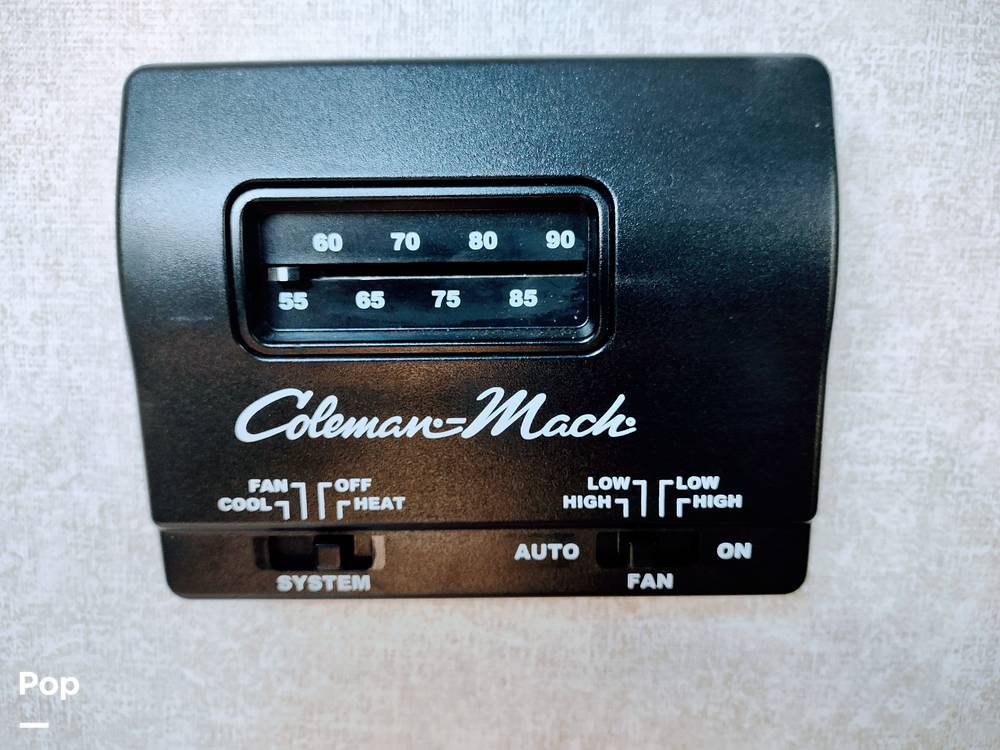 60 70 80 90
55 65 75 85
Coleman-Mach
FAN OFF LOW LOW
COOL HEAT HIGH HIGH
AUTO ON
SYSTEM FAN
Pop